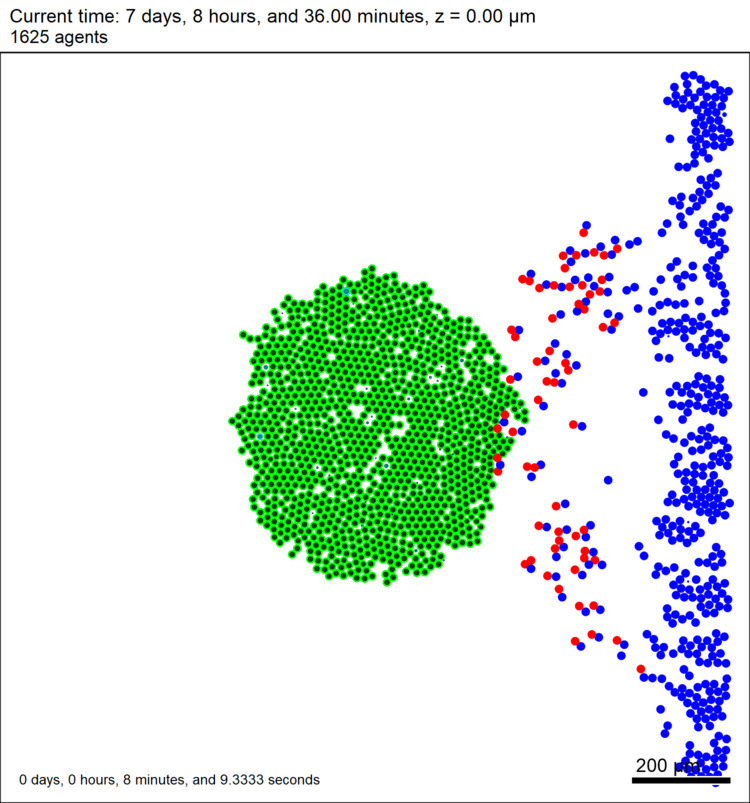 Current time: 7 days, 8 hours, and 36.00 minutes, z = 0.00 μm
1625 agents
200 μm
0 days, 0 hours, 8 minutes, and 9.3333 seconds